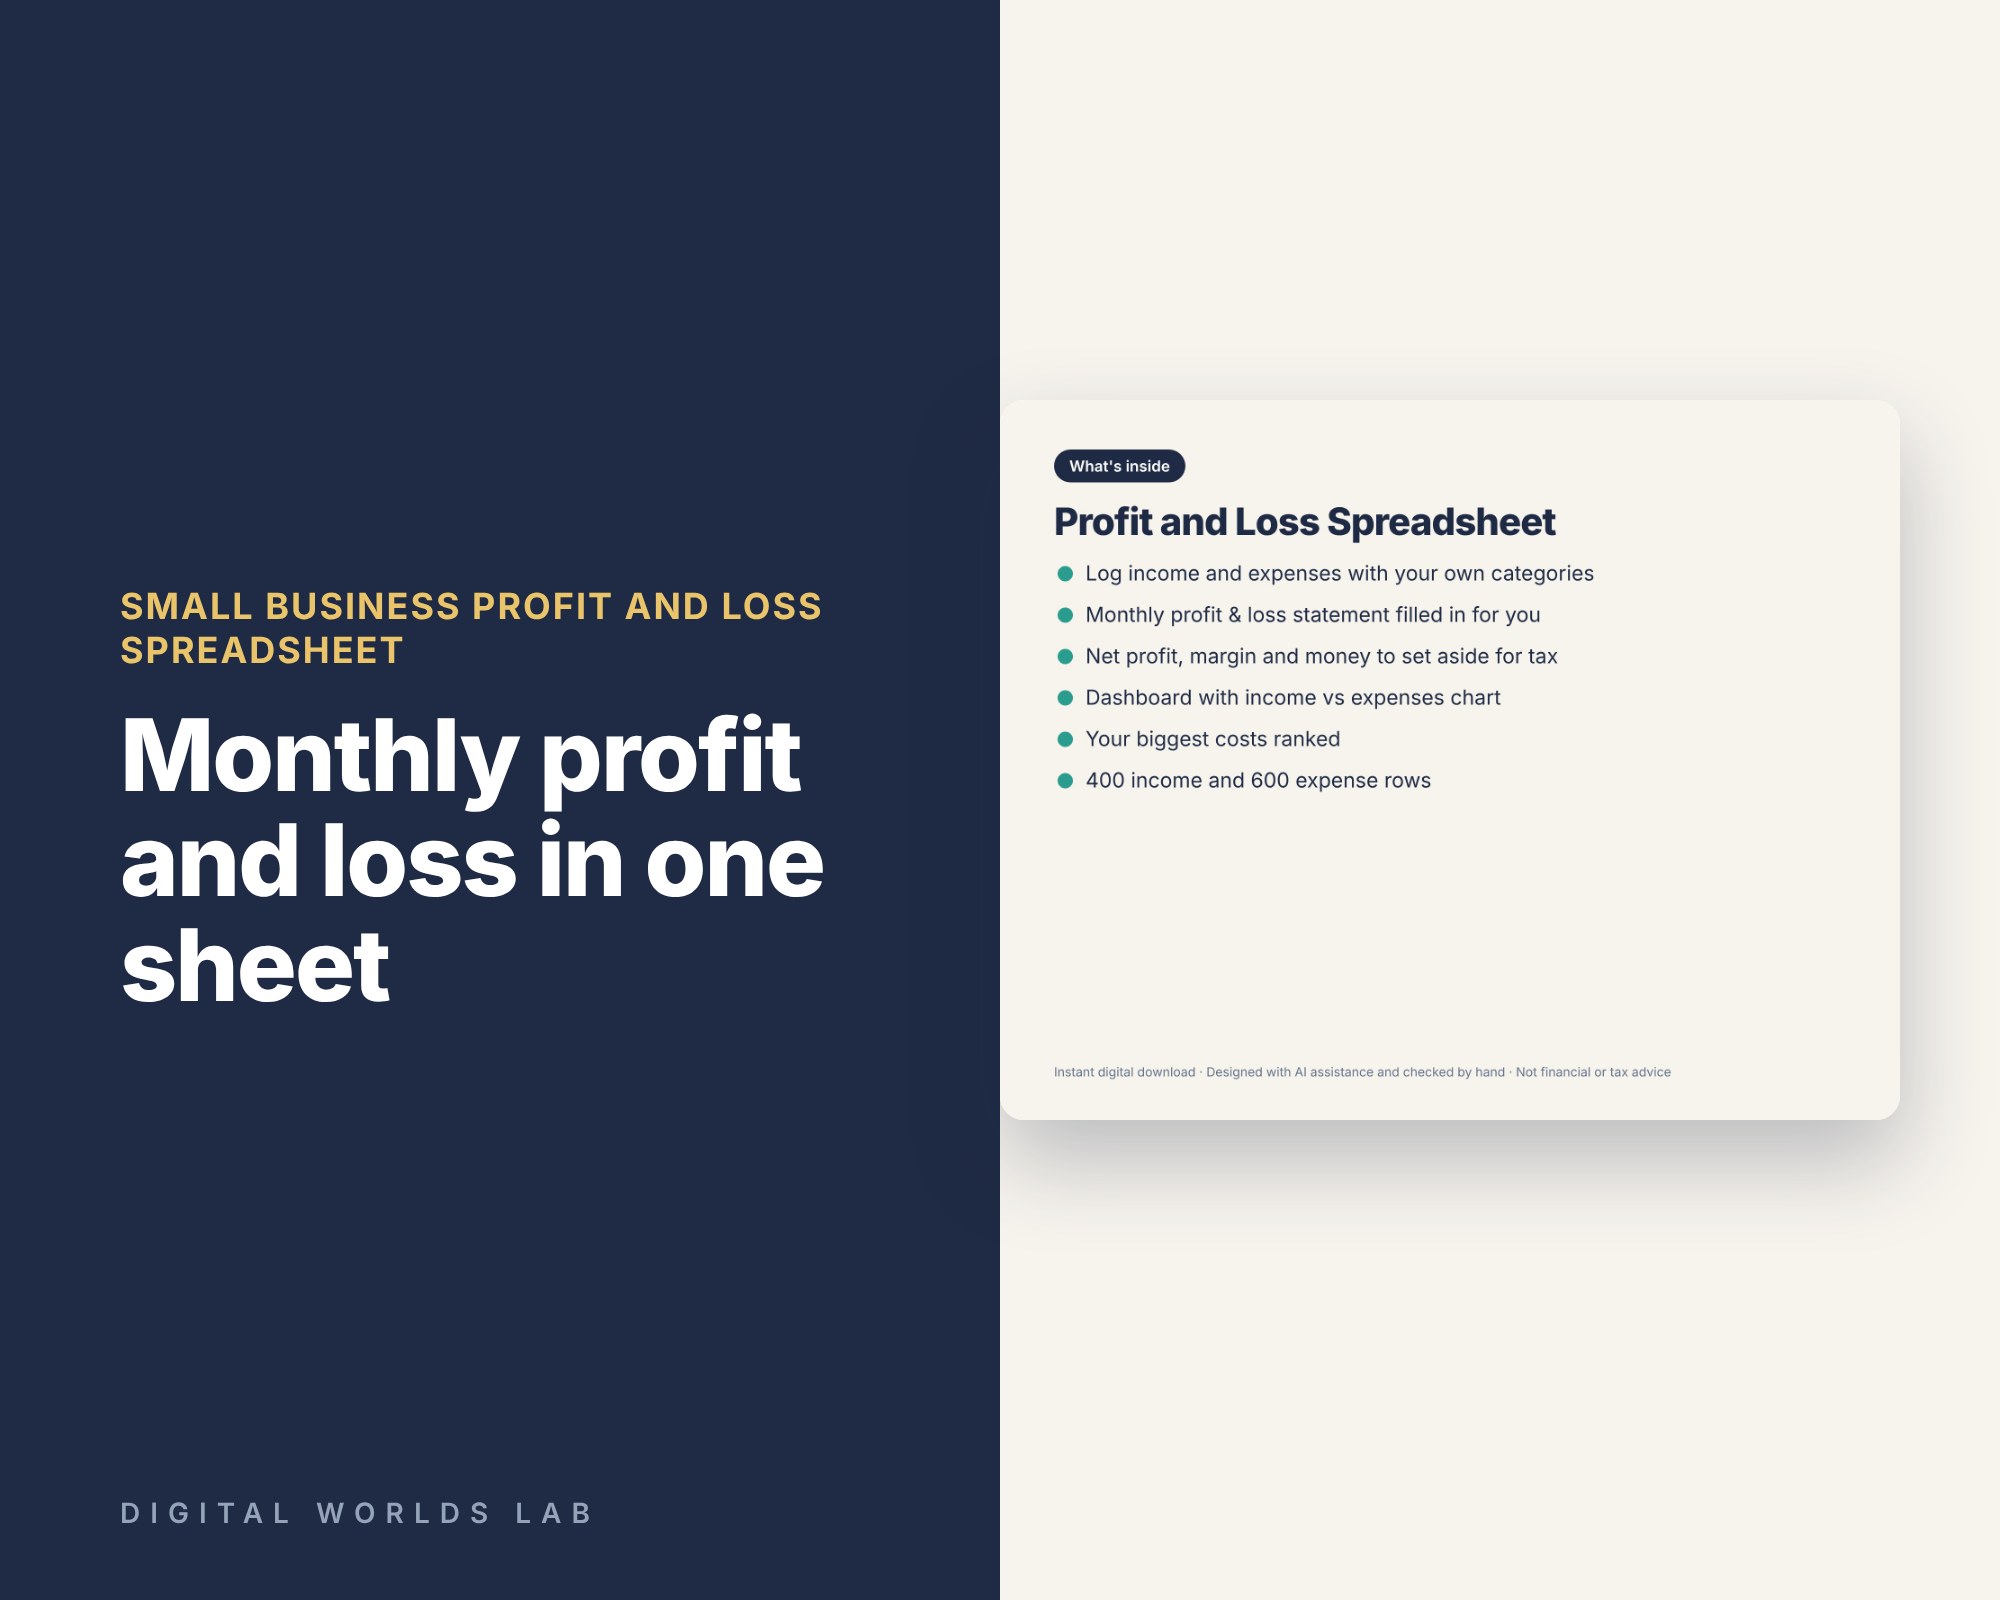 SMALL BUSINESS PROFIT AND LOSS
SPREADSHEET
Monthly profit
and loss in one
sheet
DIGITAL WORLDS LAB
What's inside
Profit and Loss Spreadsheet
Log income and expenses with your own categories
Monthly profit & loss statement filled in for you
Net profit, margin and money to set aside for tax
Dashboard with income vs expenses chart
Your biggest costs ranked
400 income and 600 expense rows
Instant digital download · Designed with AI assistance and checked by hand · Not financial or tax advice